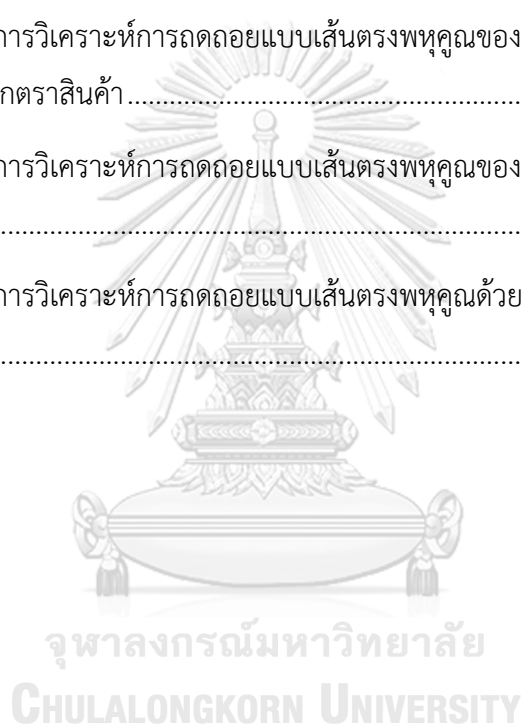 การวิเคราะห์การถดถอยแบบเส้นตรงพหุคูณของ
กตราสินค้า...........................................................
การวิเคราะห์การถดถอยแบบเส้นตรงพหุคูณของ
...........................................................................
การวิเคราะห์การถดถอยแบบเส้นตรงพหุคูณด้วย
...........................................................................
จุฬาลงกรณ์มหาวิทยาลัย
CHULALONGKORN UNIVERSITY